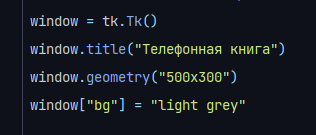 window = tk.Tk()
window.title("Телефонная книга")
window.geometry("500x300")
window["bg"] = "light grey"